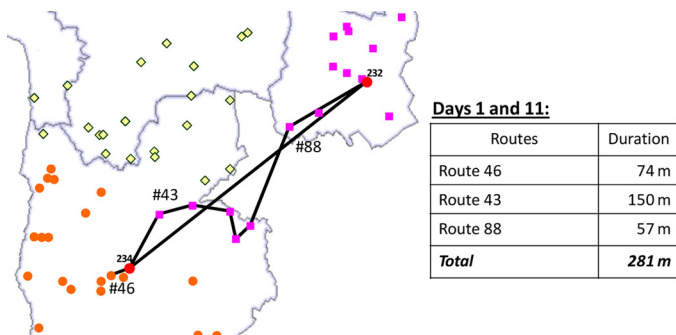 232
#88
#43
234
#46
Days 1 and 11:
Routes Duration
Route 46 74 m
Route 43 150 m
Route 88 57 m
Total 281 m